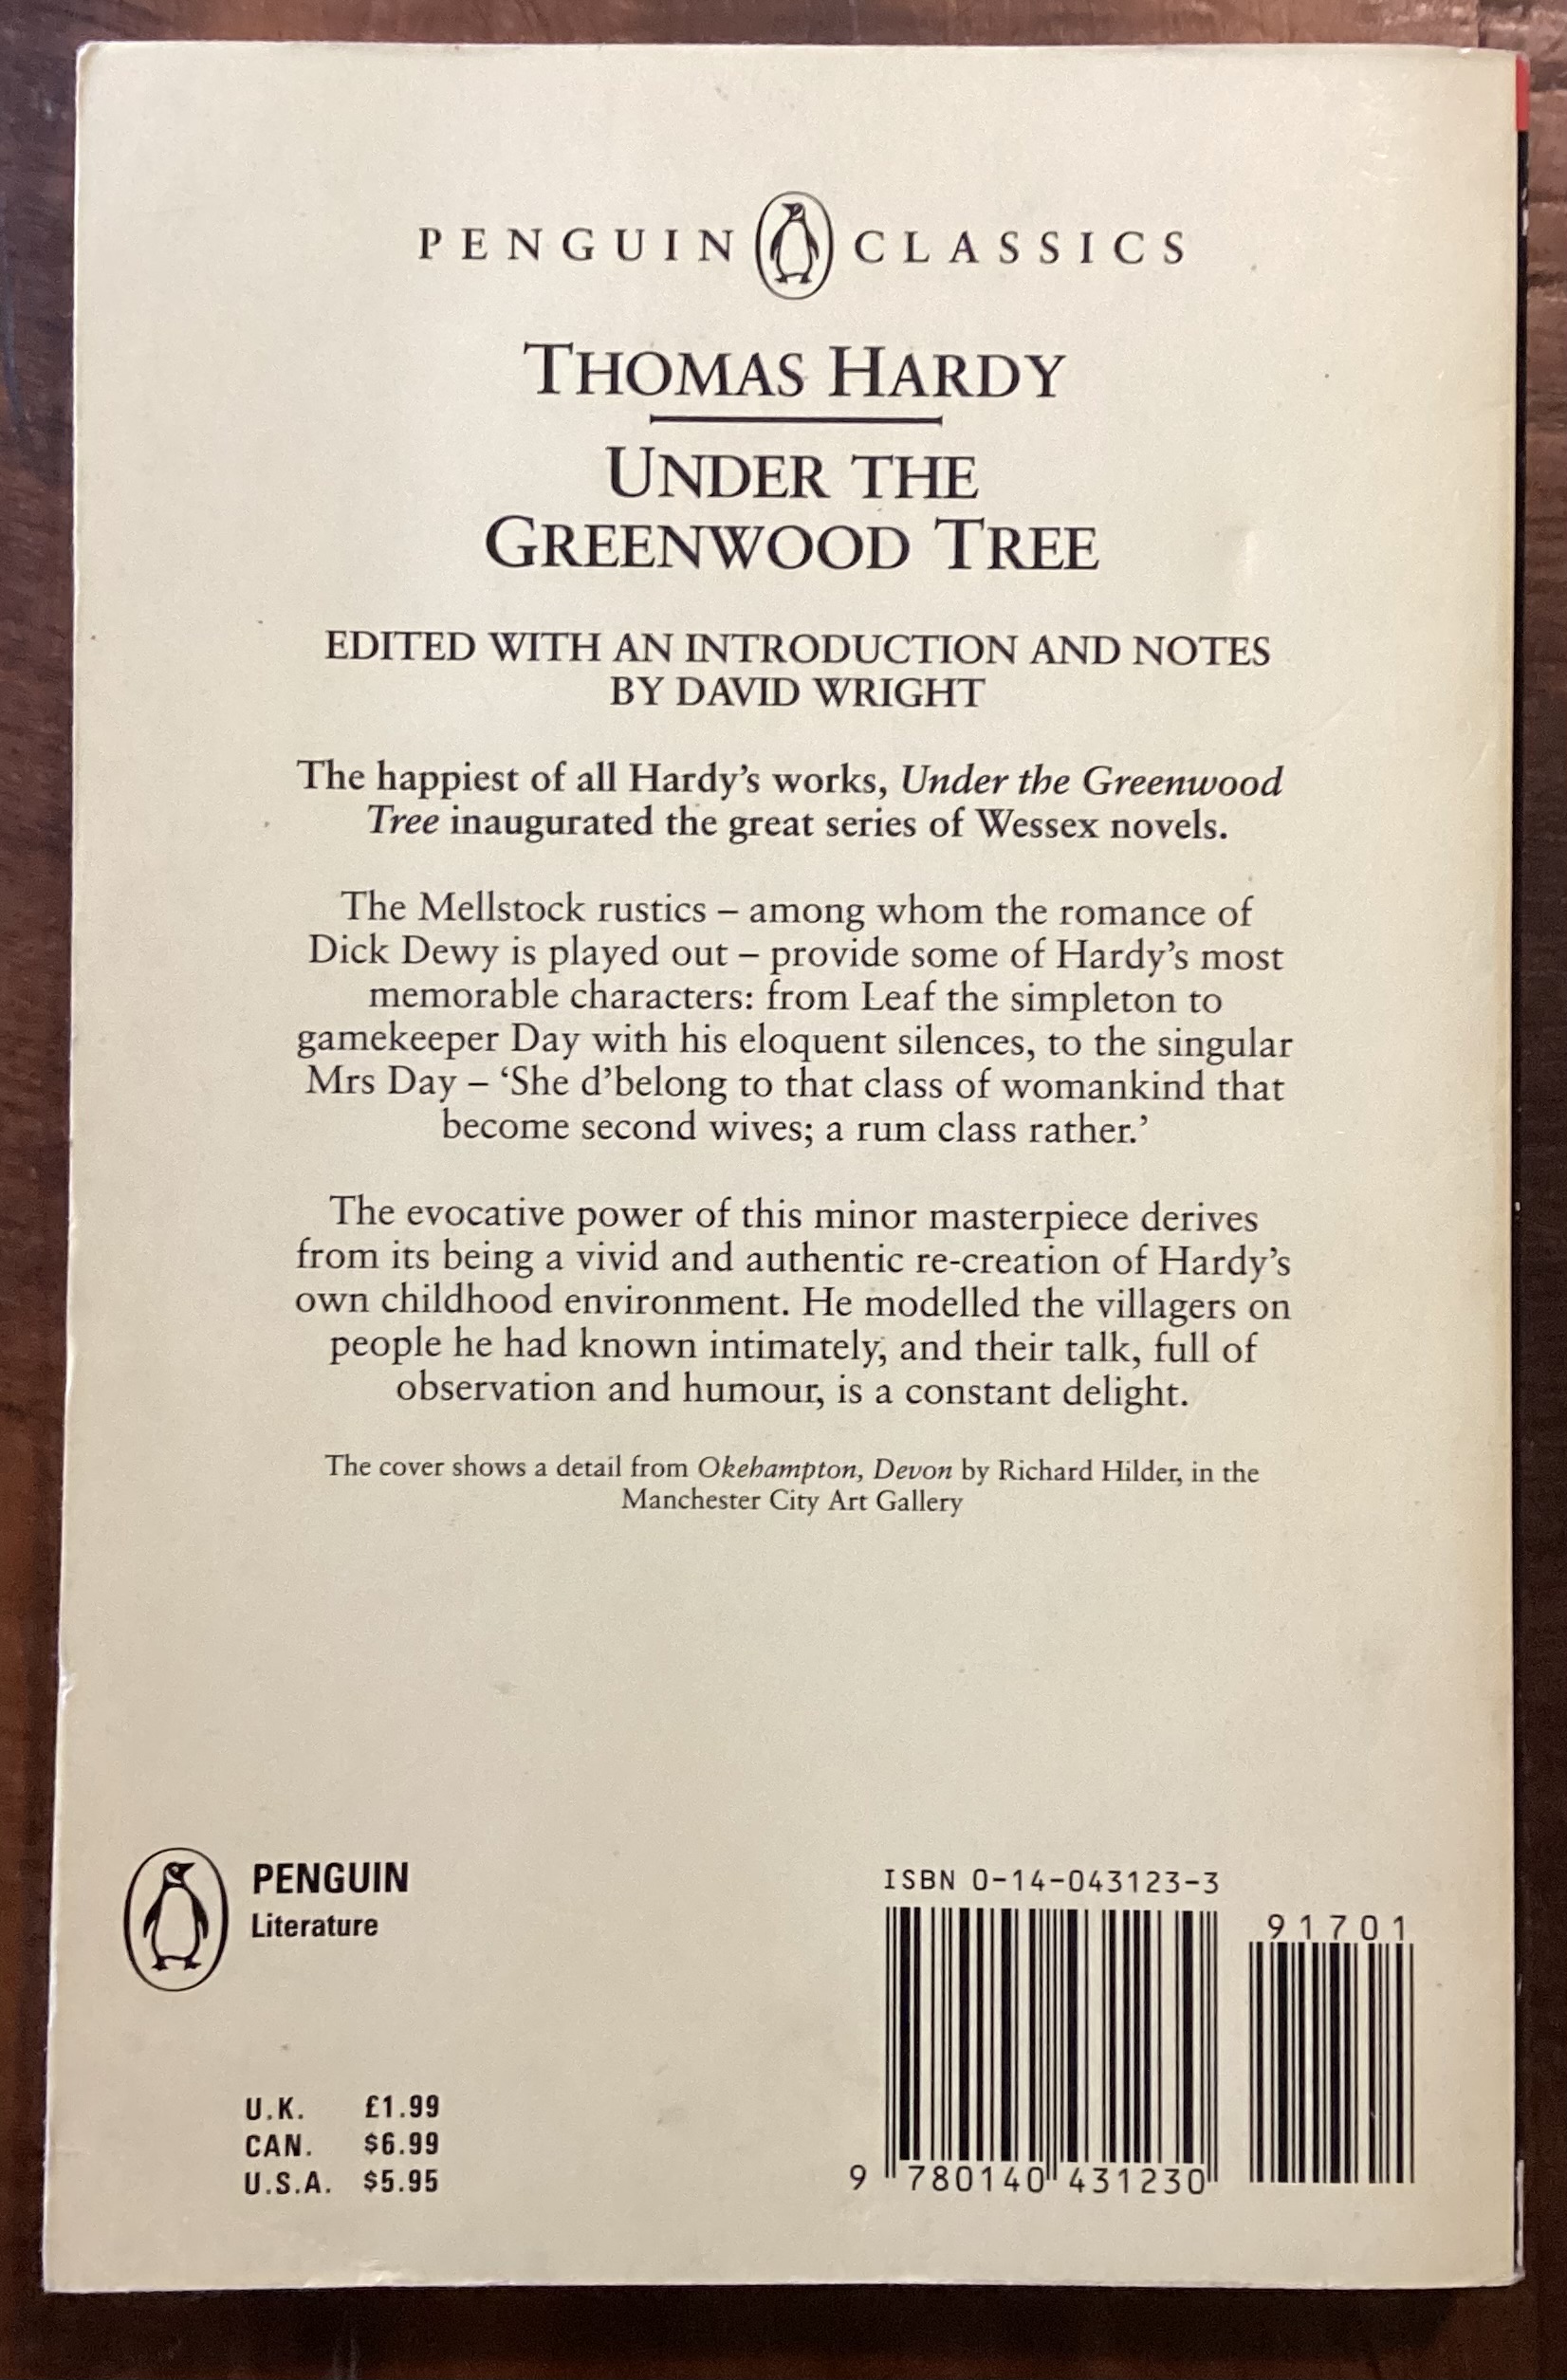 PENGUIN CLASSICS
THOMAS HARDY
UNDER THE
GREENWOOD TREE
EDITED WITH AN INTRODUCTION AND NOTES
BY DAVID WRIGHT
The happiest of all Hardy's works, Under the Greenwood
Tree inaugurated the great series of Wessex novels.
The Mellstock rustics – among whom the romance of
Dick Dewy is played out – provide some of Hardy's most
memorable characters: from Leaf the simpleton to
gamekeeper Day with his eloquent silences, to the singular
Mrs Day – 'She d'belong to that class of womankind that
become second wives; a rum class rather.'
The evocative power of this minor masterpiece derives
from its being a vivid and authentic re-creation of Hardy's
own childhood environment. He modelled the villagers on
people he had known intimately, and their talk, full of
observation and humour, is a constant delight.
The cover shows a detail from Okehampton, Devon by Richard Hilder, in the
Manchester City Art Gallery
PENGUIN
Literature
U.K. £1.99
CAN. $6.99
U.S.A. $5.95
ISBN 0-14-043123-3
91701
9 780140 431230